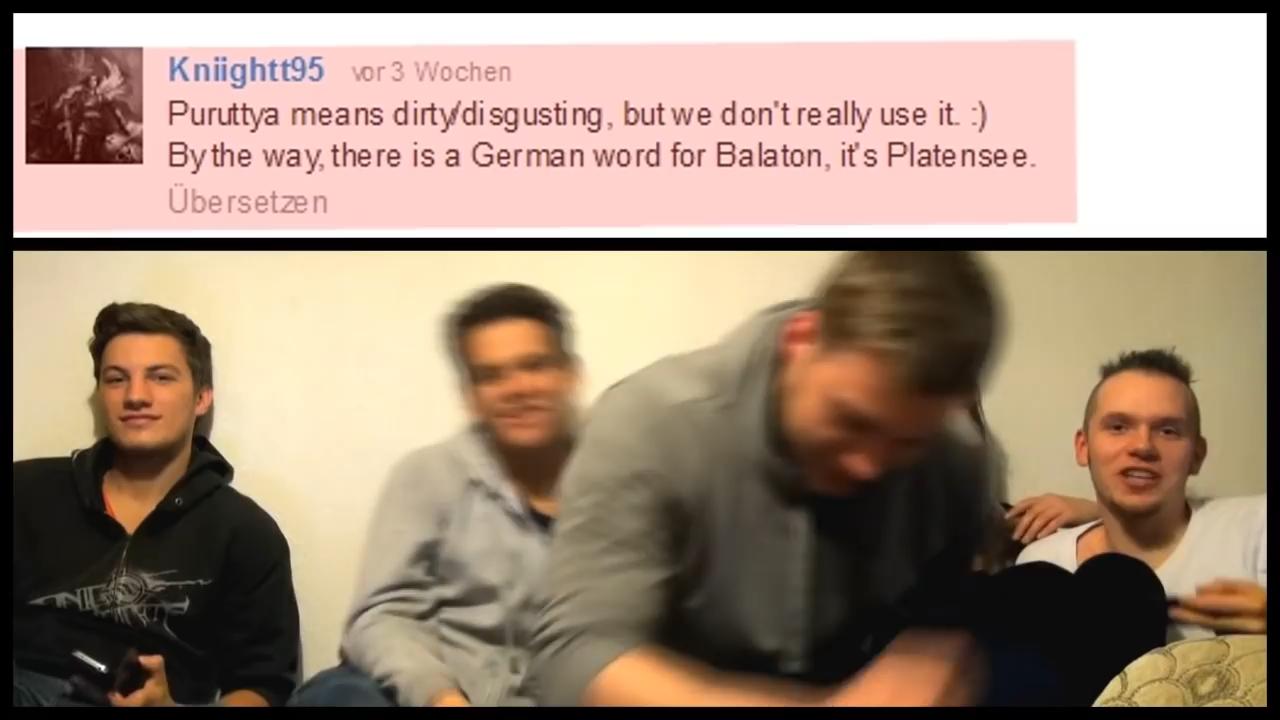 Kniightt95 vor 3 Wochen
Puruttya means dirty/disgusting, but we don't really use it. :)
By the way, there is a German word for Balaton, it's Platensee.
Übersetzen